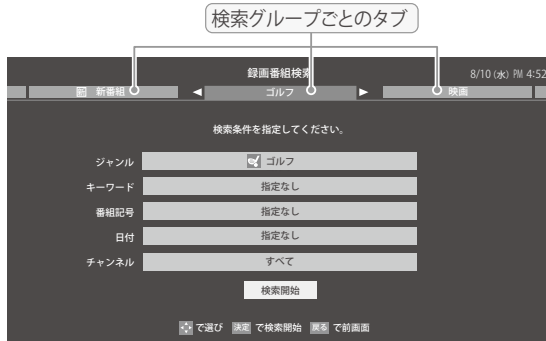 検索グループごとのタブ
録画番組検索
8/10 (水) PM 4:52
新 新番組 ◀ ゴルフ ▶ 映画
検索条件を指定してください。
ジャンル ゴルフ
キーワード 指定なし
番組記号 指定なし
日付 指定なし
チャンネル すべて
検索開始
で選び 決定 で検索開始 戻る で前画面